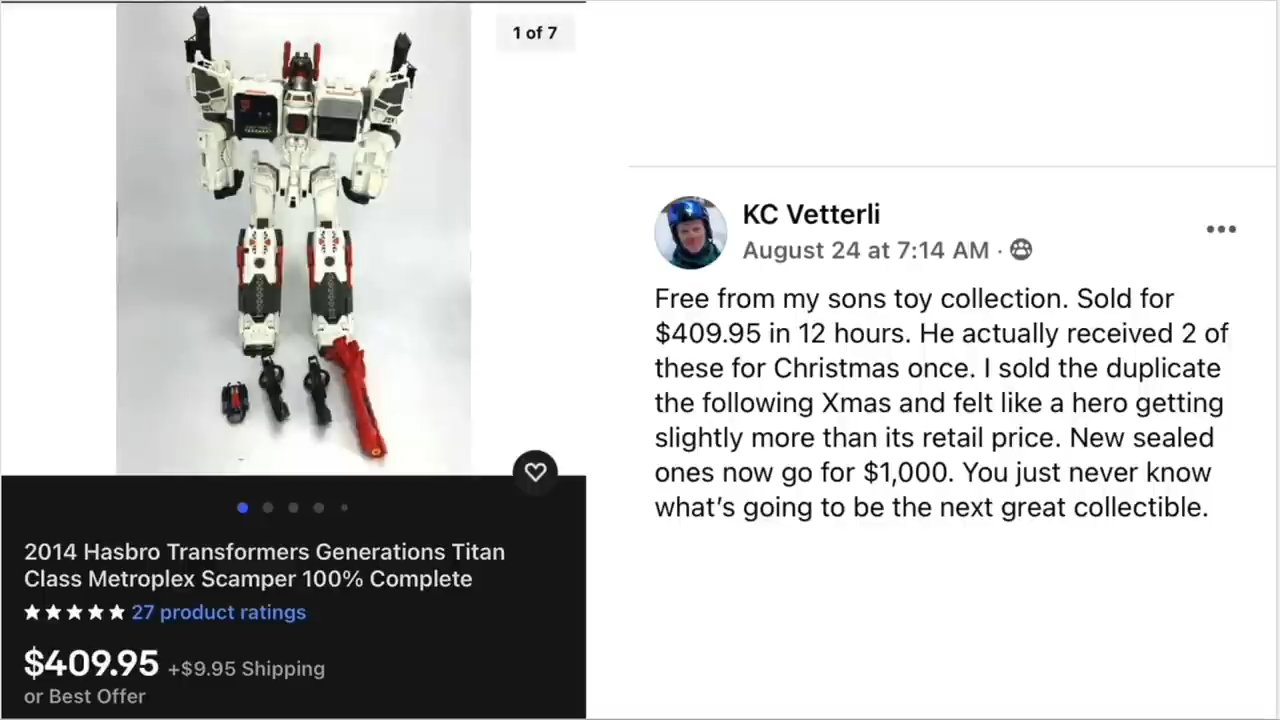 1 of 7
2014 Hasbro Transformers Generations Titan
Class Metroplex Scamper 100% Complete
27 product ratings
$409.95 +$9.95 Shipping
or Best Offer
KC Vetterli
August 24 at 7:14 AM ·
Free from my sons toy collection. Sold for
$409.95 in 12 hours. He actually received 2 of
these for Christmas once. I sold the duplicate
the following Xmas and felt like a hero getting
slightly more than its retail price. New sealed
ones now go for $1,000. You just never know
what's going to be the next great collectible.